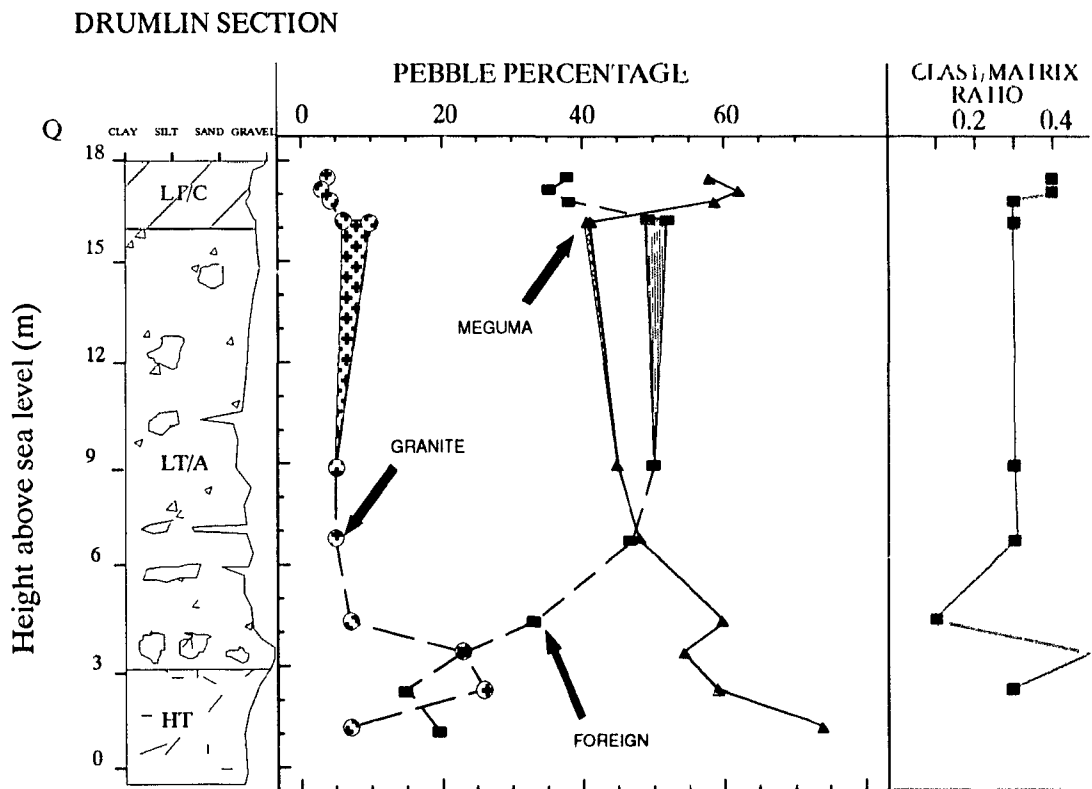 DRUMLIN SECTION
PEBBLE PERCENTAGE
CLAST/MATRIX
RATIO
0 20 40 60
0.2 0.4
Q
CLAY SILT SAND GRAVEL
18
LT/C
15
MEGUMA
12
Height above sea level (m)
GRANITE
9
LT/A
6
3
HT
FOREIGN
0